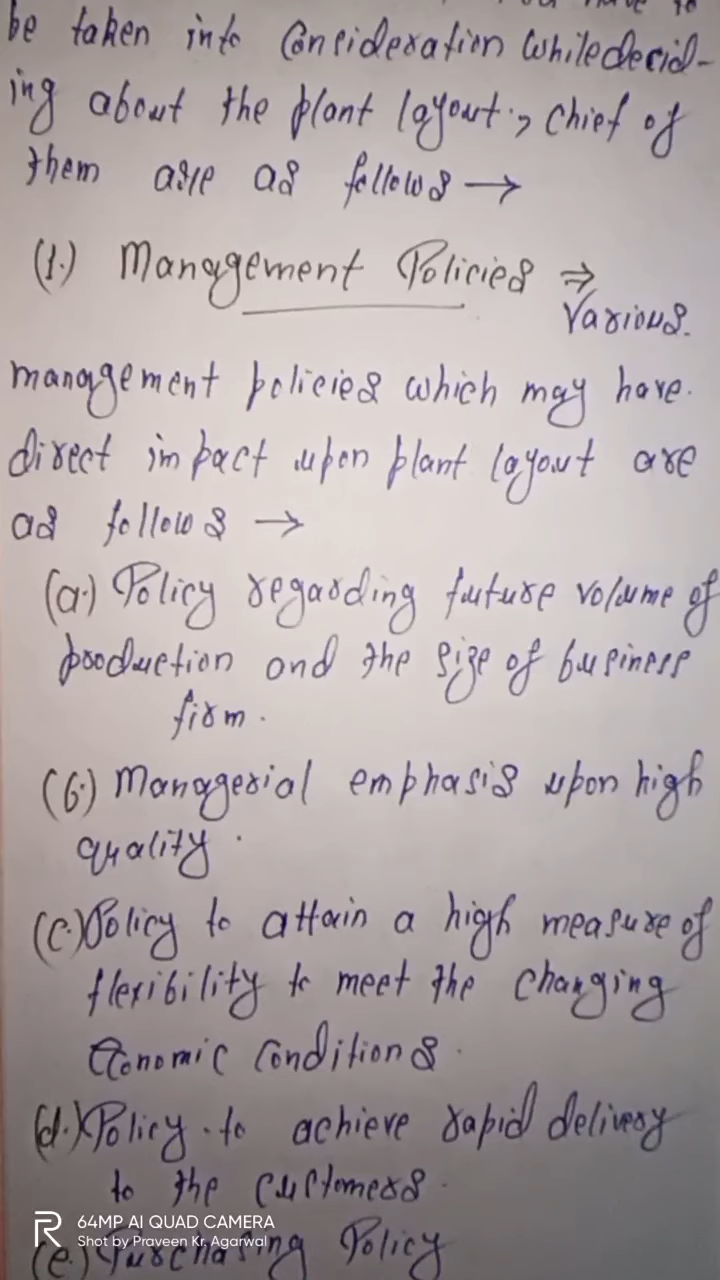 be taken into Consideration while decid-
ing about the plant layout, chief of
them are as follows →
(1.) Management Policies ⇒
Various.
management policies which may have.
direct impact upon plant layout are
as follows →
(a.) Policy regarding future volume of
production and the size of business
firm.
(b.) Managerial emphasis upon high
quality.
(c.) Policy to attain a high measure of
flexibility to meet the changing
Economic Conditions.
(d.) Policy to achieve rapid delivery
to the customers.
64MP AI QUAD CAMERA
Shot by Praveen Kr. Agarwal
(e.) Purchasing Policy